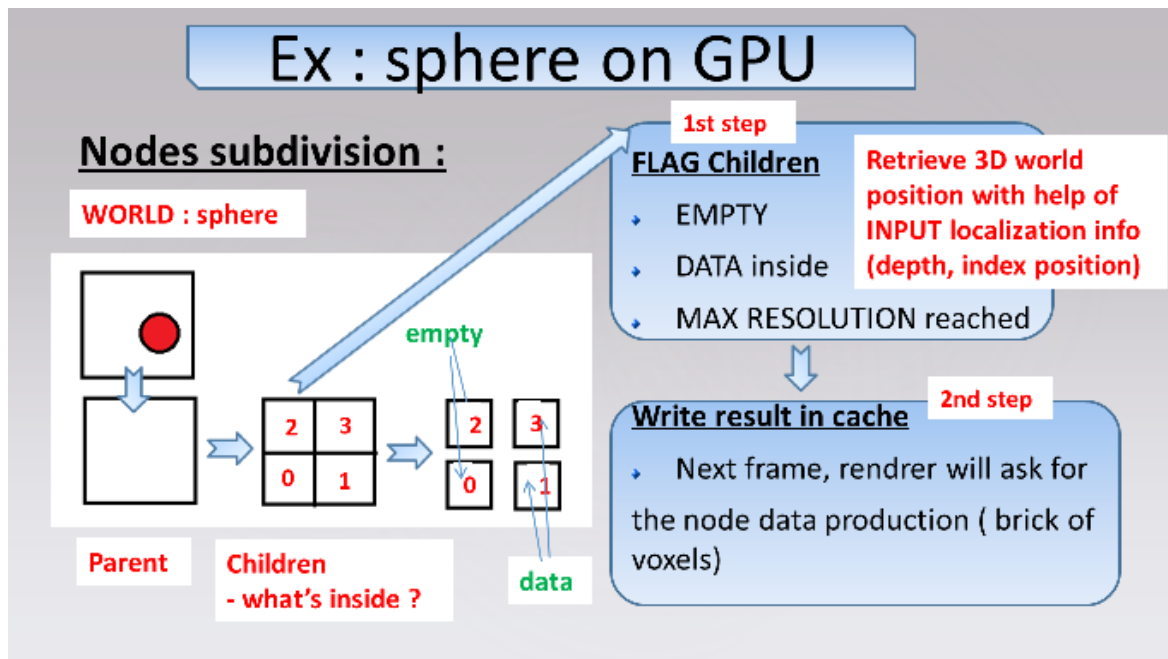 Ex : sphere on GPU
Nodes subdivision :
WORLD : sphere
2 3
0 1
empty
2 3
0 1
data
Parent
Children
- what's inside ?
1st step
FLAG Children
EMPTY
DATA inside
MAX RESOLUTION reached
Retrieve 3D world
position with help of
INPUT localization info
(depth, index position)
2nd step
Write result in cache
Next frame, rendrer will ask for
the node data production ( brick of
voxels)